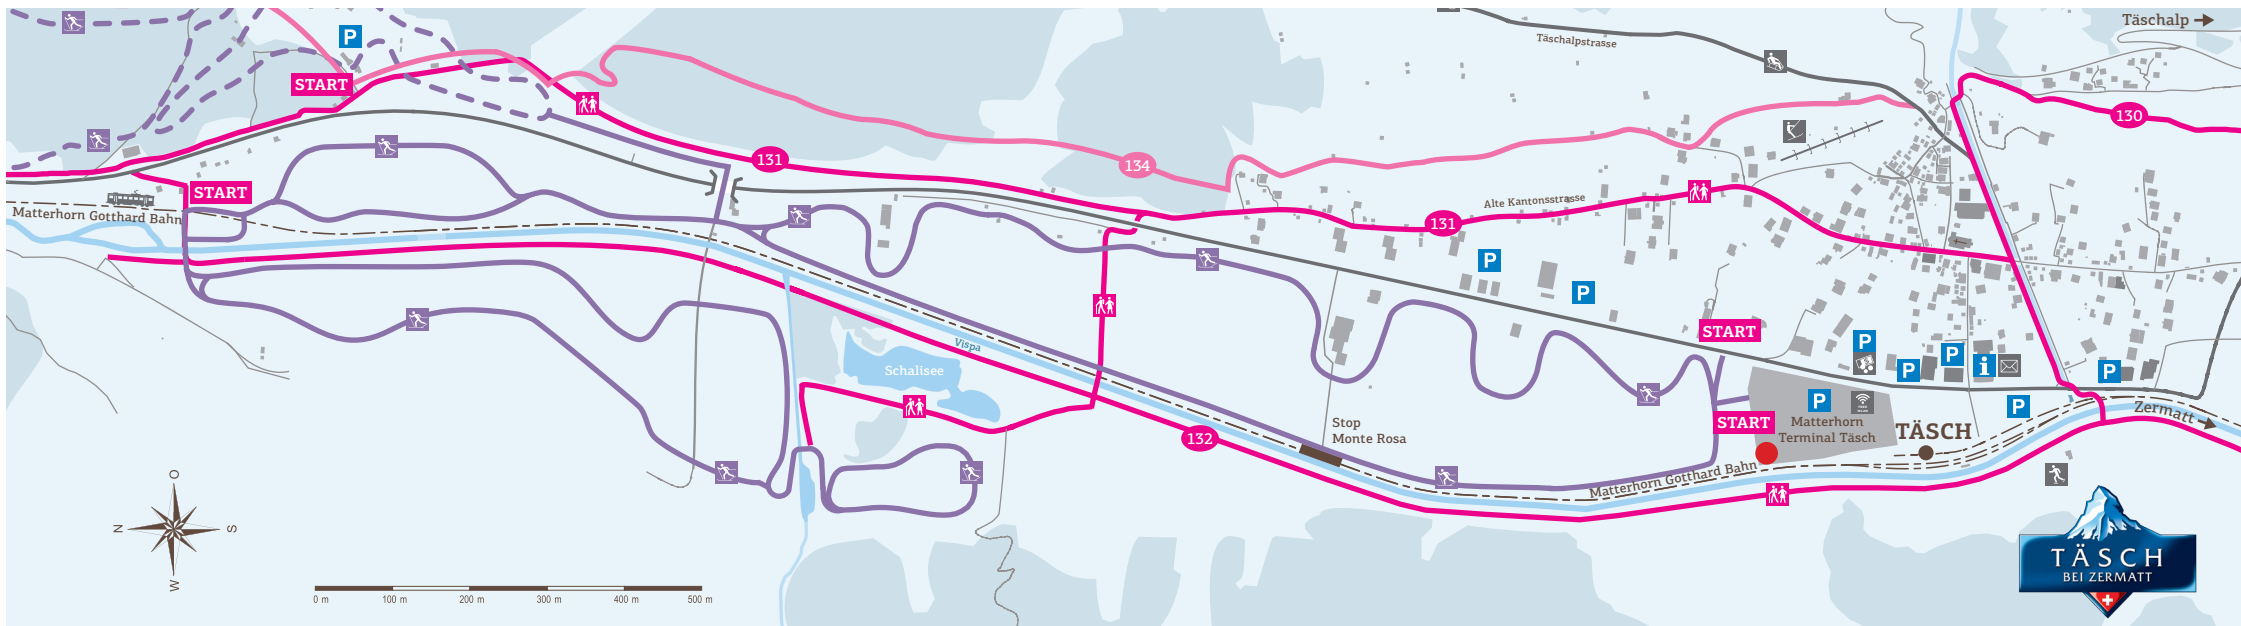 Täschalp
Täschalpstrasse
P
START
130
131
134
START
Matterhorn Gotthard Bahn
Alte Kantonsstrasse
131
P
P
START
Vispa
Schalisee
P
P
P
i
P
P
P
132
Stop
Monte Rosa
START
Matterhorn
Terminal Täsch
TÄSCH
Zermatt
Matterhorn Gotthard Bahn
O
N
S
W
0 m
100 m
200 m
300 m
400 m
500 m
TÄSCH
BEI ZERMATT